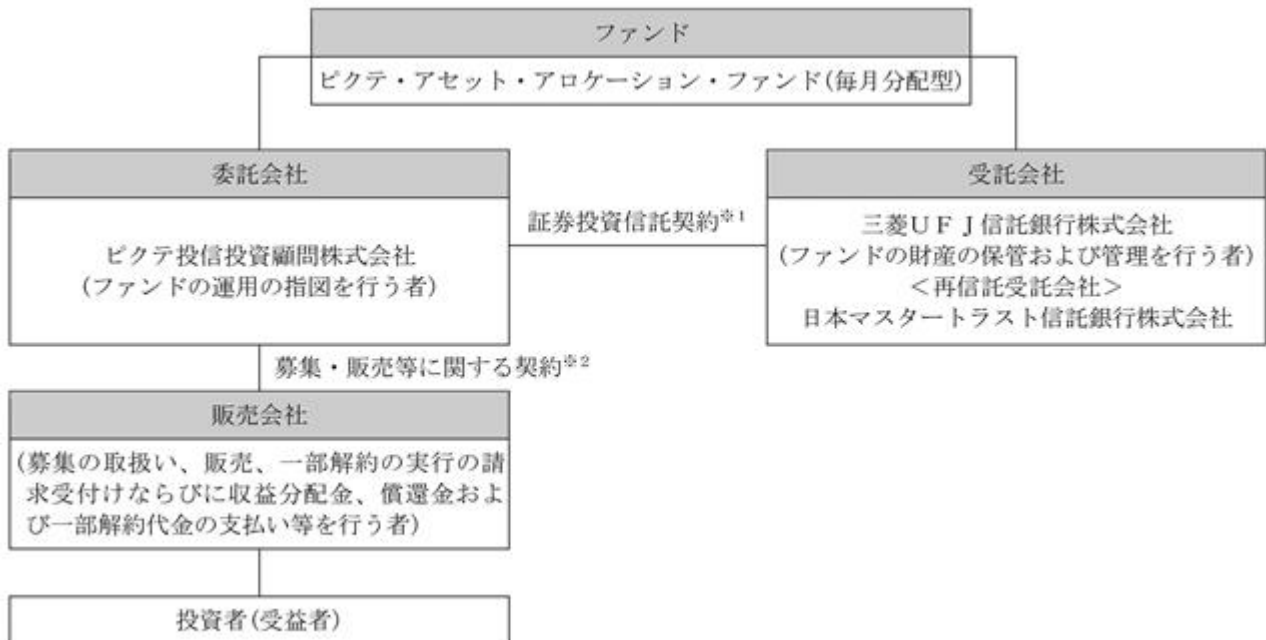 ファンド
ピクテ・アセット・アロケーション・ファンド(毎月分配型)
委託会社
ピクテ投信投資顧問株式会社
(ファンドの運用の指図を行う者)
証券投資信託契約※1
受託会社
三菱UFJ信託銀行株式会社
(ファンドの財産の保管および管理を行う者)
<再信託受託会社>
日本マスタートラスト信託銀行株式会社
募集・販売等に関する契約※2
販売会社
(募集の取扱い、販売、一部解約の実行の請
求受付けならびに収益分配金、償還金およ
び一部解約代金の支払い等を行う者)
投資者(受益者)